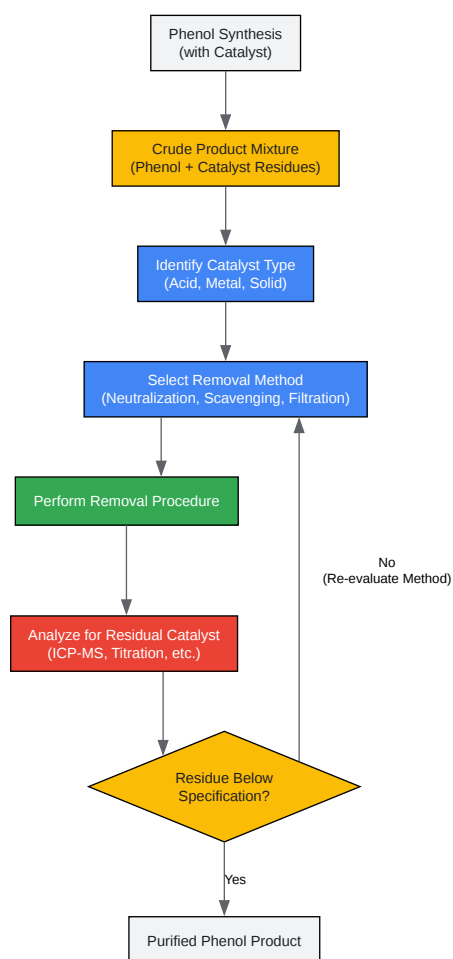 Phenol Synthesis
(with Catalyst)
Crude Product Mixture
(Phenol + Catalyst Residues)
Identify Catalyst Type
(Acid, Metal, Solid)
Select Removal Method
(Neutralization, Scavenging, Filtration)
Perform Removal Procedure
No
(Re-evaluate Method)
Analyze for Residual Catalyst
(ICP-MS, Titration, etc.)
Residue Below
Specification?
Yes
Purified Phenol Product